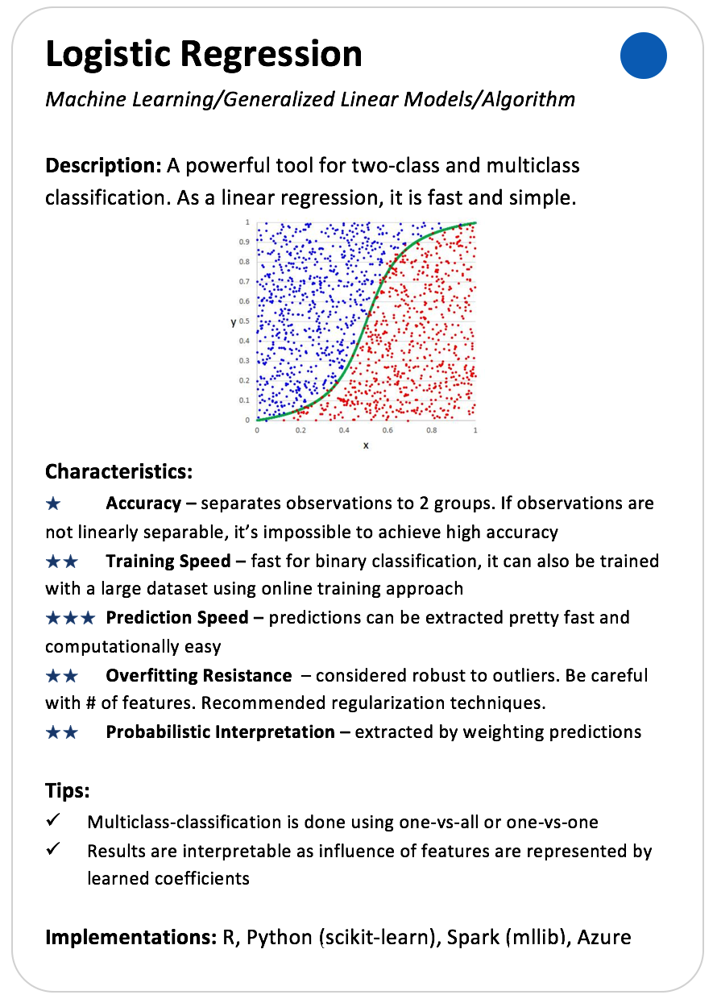 Logistic Regression
Machine Learning/Generalized Linear Models/Algorithm
Description: A powerful tool for two-class and multiclass
classification. As a linear regression, it is fast and simple.
1
0.9
0.8
0.7
0.6
y 0.5
0.4
0.3
0.2
0.1
0
0 0.2 0.4 0.6 0.8 1
x
Characteristics:
★ Accuracy – separates observations to 2 groups. If observations are
not linearly separable, it’s impossible to achieve high accuracy
★★ Training Speed – fast for binary classification, it can also be trained
with a large dataset using online training approach
★★★ Prediction Speed – predictions can be extracted pretty fast and
computationally easy
★★ Overfitting Resistance – considered robust to outliers. Be careful
with # of features. Recommended regularization techniques.
★★ Probabilistic Interpretation – extracted by weighting predictions
Tips:
✓ Multiclass-classification is done using one-vs-all or one-vs-one
✓ Results are interpretable as influence of features are represented by
learned coefficients
Implementations: R, Python (scikit-learn), Spark (mllib), Azure